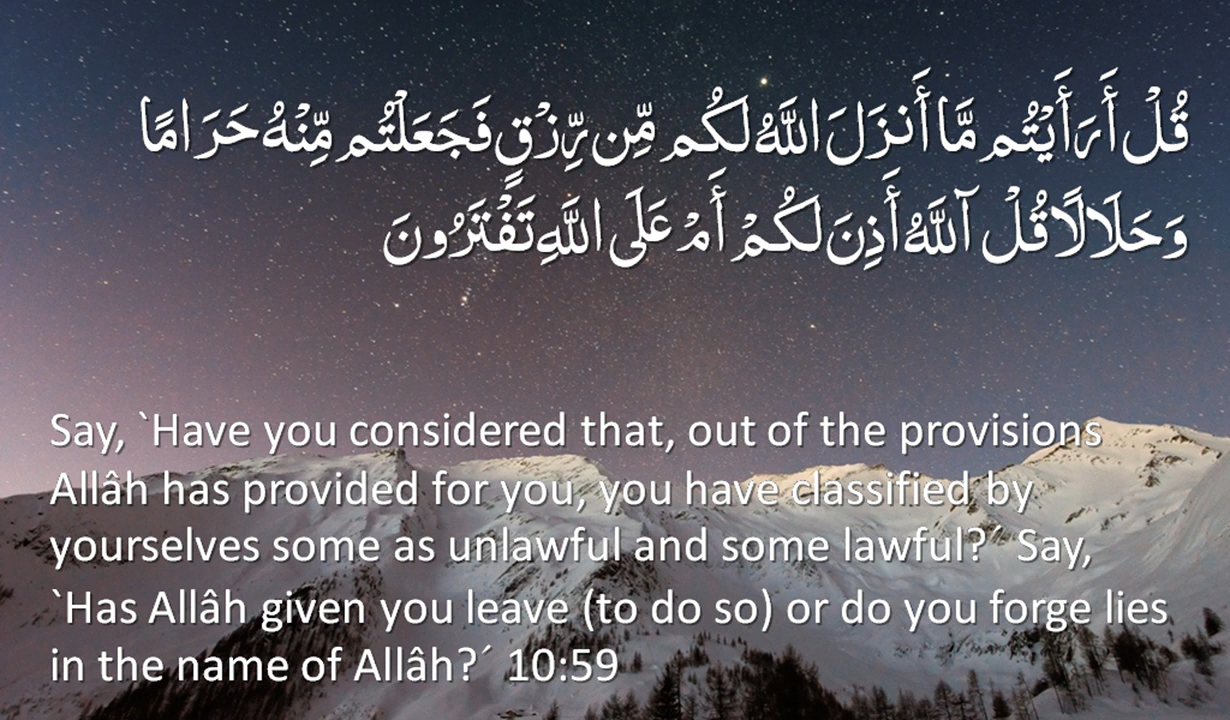 قُلْ أَرَأَيْتُم مَّا أَنزَلَ اللَّهُ لَكُم مِّن رِّزْقٍ فَجَعَلْتُم مِّنْهُ حَرَامًا
وَحَلَالًا قُلْ آللَّهُ أَذِنَ لَكُمْ أَمْ عَلَى اللَّهِ تَفْتَرُونَ
Say, `Have you considered that, out of the provisions
Allâh has provided for you, you have classified by
yourselves some as unlawful and some lawful?´ Say,
`Has Allâh given you leave (to do so) or do you forge lies
in the name of Allâh?´ 10:59